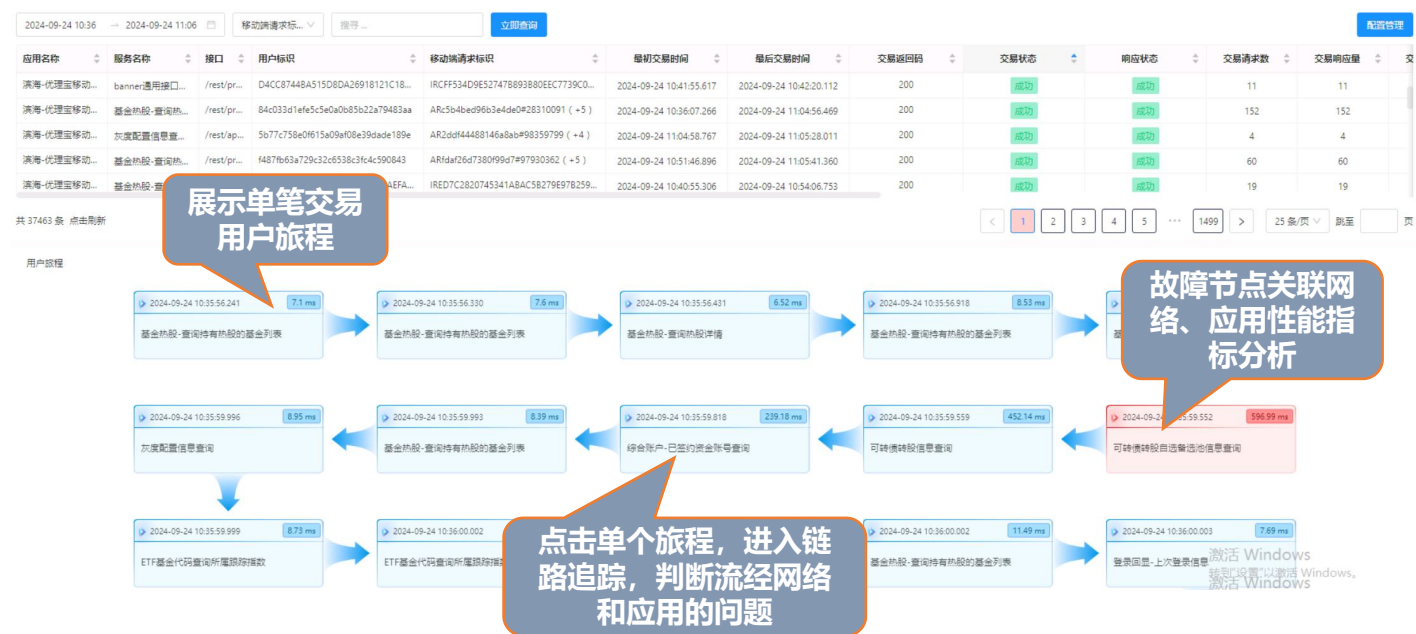 2024-09-24 10:36 → 2024-09-24 11:06 移动端请求标... 搜寻 ... 立即查询 配置管理
应用名称 服务名称 接口 用户标识 移动端请求标识 最初交易时间 最后交易时间 交易返回码 交易状态 响应状态 交易请求数 交易响应量 交
滨海-优理宝移动... banner通用接口... /rest/pr... D4CC8744BA515D8DA26918121C18... IRCFF534D9E52747B893B80EEC7739C0... 2024-09-24 10:41:55.617 2024-09-24 10:42:20.112 200 成功 成功 11 11
滨海-优理宝移动... 基金热股-查询热... /rest/pr... 84c033d1efe5c5e0a0b85b22a79483aa ARc5b4bed96b3e4de0#28310091 ( +5 ) 2024-09-24 10:36:07.266 2024-09-24 11:04:56.469 200 成功 成功 152 152
滨海-优理宝移动... 灰度配置信息查... /rest/ap... 5b77c758e0f615a09af08e39dade189e AR2ddf44488146a8ab#98359799 ( +4 ) 2024-09-24 11:04:58.767 2024-09-24 11:05:28.011 200 成功 成功 4 4
滨海-优理宝移动... 基金热股-查询热... /rest/pr... f487fb63a729c32c6538c3fc4c590843 ARfdaf26d7380f99d7#97930362 ( +5 ) 2024-09-24 10:51:46.896 2024-09-24 11:05:41.360 200 成功 成功 60 60
滨海-优理宝移动... 基金热股-查 AEFA... IRED7C2820745341ABAC5B279E97B259... 2024-09-24 10:40:55.306 2024-09-24 10:54:06.753 200 成功 成功 19 19
共 37463 条 点击刷新 < 1 2 3 4 5 ... 1499 > 25 条/页 跳至 页
展示单笔交易
用户旅程
用户旅程
故障节点关联网
络、应用性能指
标分析
2024-09-24 10:35:56.241 7.1 ms
基金热股-查询持有热股的基金列表
2024-09-24 10:35:56.330 7.6 ms
基金热股-查询持有热股的基金列表
2024-09-24 10:35:56.431 6.52 ms
基金热股-查询热股详情
2024-09-24 10:35:56.918 8.53 ms
基金热股-查询持有热股的基金列表
2024-09-24 10:35:59.996 8.95 ms
灰度配置信息查询
2024-09-24 10:35:59.993 8.39 ms
基金热股-查询持有热股的基金列表
2024-09-24 10:35:59.818 239.18 ms
综合账户-已签约资金账号查询
2024-09-24 10:35:59.559 452.14 ms
可转债转股信息查询
2024-09-24 10:35:59.552 596.99 ms
可转债转股自选备选池信息查询
点击单个旅程，进入链
路追踪，判断流经网络
和应用的问题
2024-09-24 10:35:59.999 8.73 ms
ETF基金代码查询所属跟踪指数
2024-09-24 10:36:00.002
ETF基金代码查询所属跟踪指
2024-09-24 10:36:00.002 11.49 ms
基金热股-查询持有热股的基金列表
2024-09-24 10:36:00.003 7.69 ms
登录回显-上次登录信息
激活 Windows
转到"设置"以激活 Windows。
激活 Windows